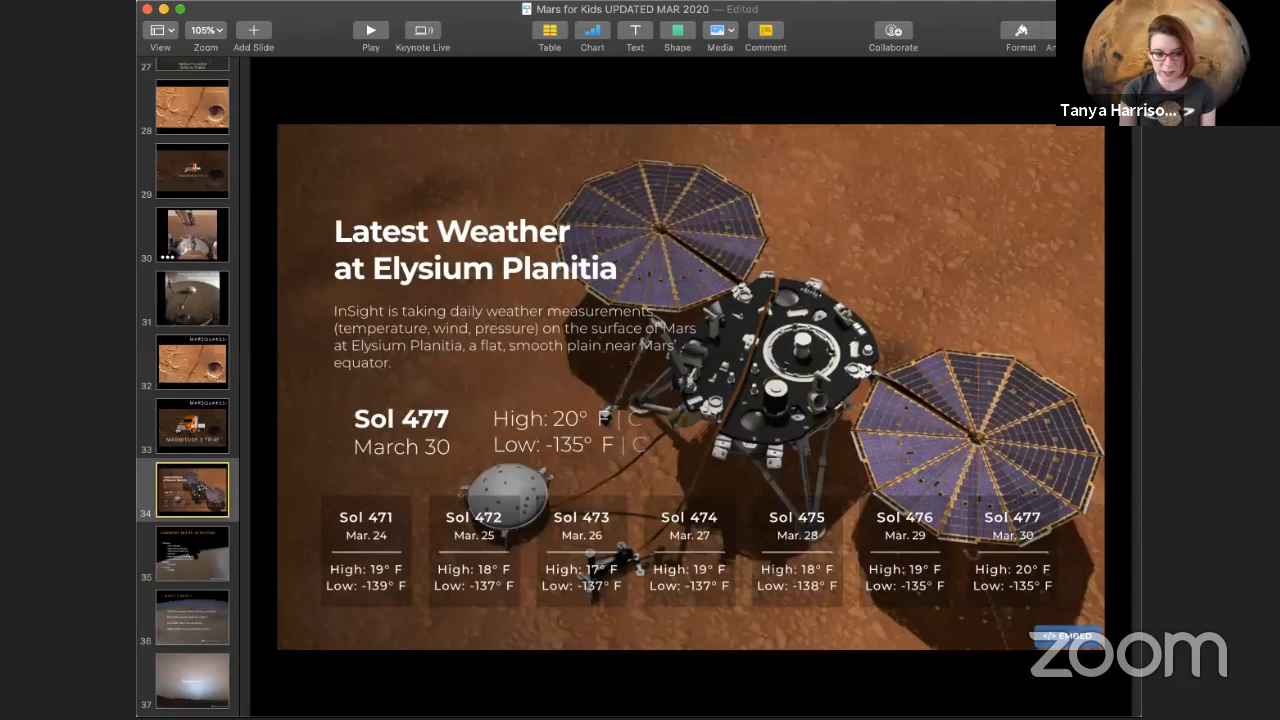 Mars for Kids UPDATED MAR 2020 — Edited
105%
View
Zoom
Add Slide
Play
Keynote Live
Table
Chart
Text
Shape
Media
Comment
Collaborate
Format
Tanya Harriso...
27
28
29
30
31
32
33
34
35
36
37
MARSQUAKES!
MARSQUAKES!
Latest Weather
at Elysium Planitia
InSight is taking daily weather measurements
(temperature, wind, pressure) on the surface of Mars
at Elysium Planitia, a flat, smooth plain near Mars'
equator.
Sol 477
March 30
High: 20° F | C
Low: -135° F | C
Sol 471
Mar. 24
High: 19° F
Low: -139° F
Sol 472
Mar. 25
High: 18° F
Low: -137° F
Sol 473
Mar. 26
High: 17° F
Low: -137° F
Sol 474
Mar. 27
High: 19° F
Low: -137° F
Sol 475
Mar. 28
High: 18° F
Low: -138° F
Sol 476
Mar. 29
High: 19° F
Low: -135° F
Sol 477
Mar. 30
High: 20° F
Low: -135° F
</> EMBED
zoom